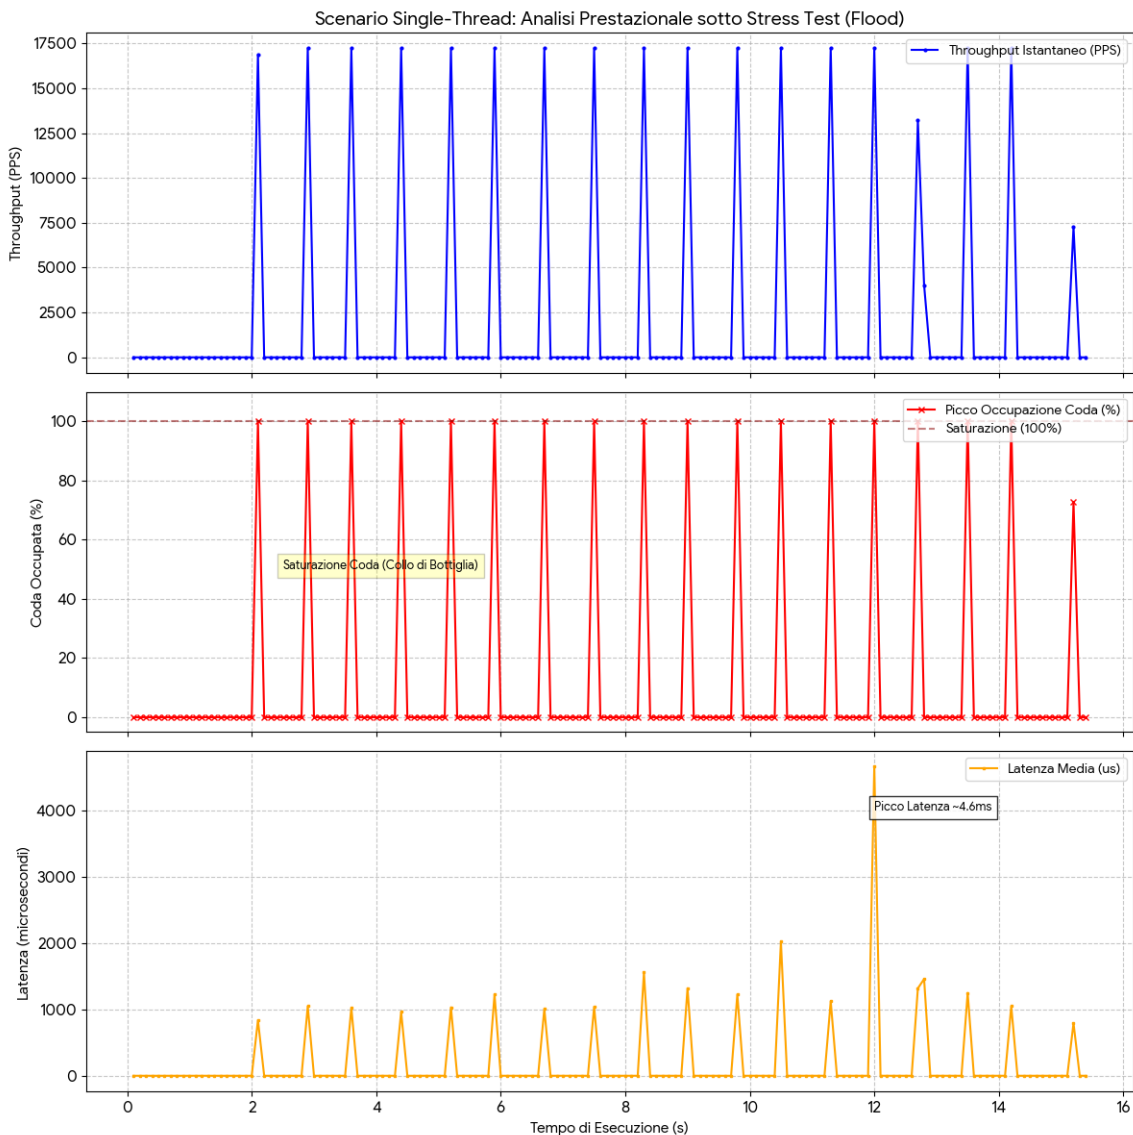 Scenario Single-Thread: Analisi Prestazionale sotto Stress Test (Flood)
17500
15000
12500
10000
7500
5000
2500
0
Throughput (PPS)
Throughput Istantaneo (PPS)
100
80
60
40
20
0
Coda Occupata (%)
Picco Occupazione Coda (%)
Saturazione (100%)
Saturazione Coda (Collo di Bottiglia)
4000
3000
2000
1000
0
Latenza (microsecondi)
Latenza Media (us)
Picco Latenza ~4.6ms
0 2 4 6 8 10 12 14 16
Tempo di Esecuzione (s)